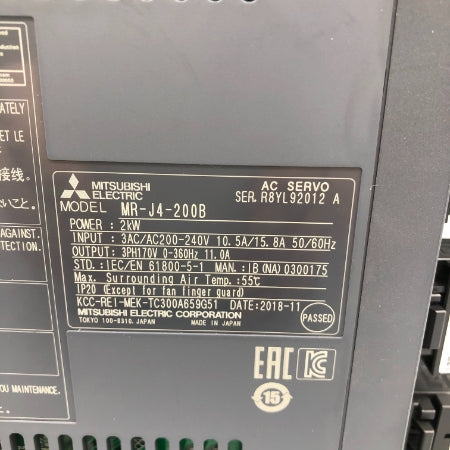 ATELY
ET LE
接线。
いこと。
AGAINST.
TECTION.
OU MAINTENANCE.
MITSUBISHI
ELECTRIC
AC SERVO
SER. R8YL92012 A
MODEL MR-J4-200B
POWER : 2kW
INPUT : 3AC/AC200-240V 10.5A/15.8A 50/60Hz
OUTPUT: 3PH170V 0-360Hz 11.0A
STD.: IEC/EN 61800-5-1 MAN.: IB(NA)0300175
Max. Surrounding Air Temp.:55℃
IP20 (Except for fan finger guard)
KCC-REI-MEK-TC300A659G51 DATE:2018-11
MITSUBISHI ELECTRIC CORPORATION
TOKYO 100-8310, JAPAN MADE IN JAPAN
PASSED
EAC
15